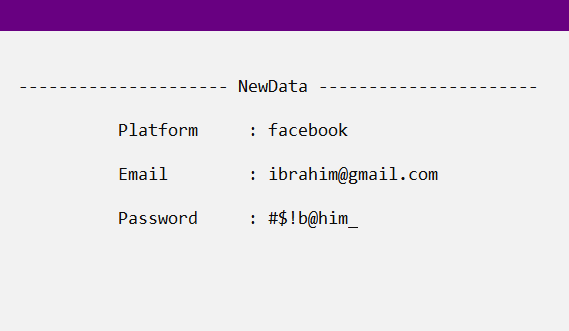 --------------------- NewData ----------------------
Platform : facebook
Email : ibrahim@gmail.com
Password : #$!b@him_